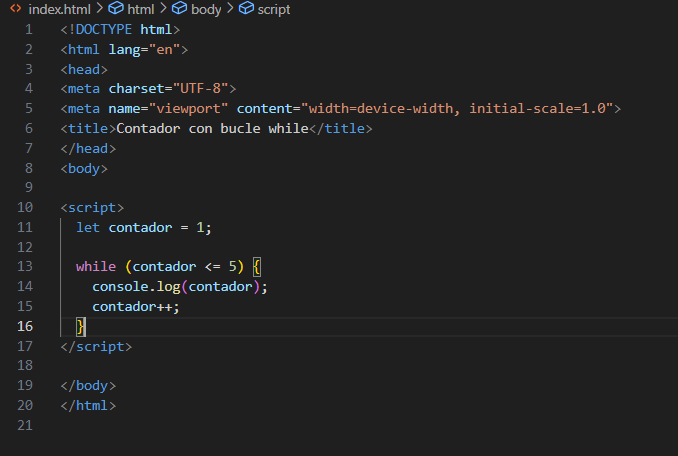 index.html > html > body > script
1 <!DOCTYPE html>
2 <html lang="en">
3 <head>
4 <meta charset="UTF-8">
5 <meta name="viewport" content="width=device-width, initial-scale=1.0">
6 <title>Contador con bucle while</title>
7 </head>
8 <body>
9
10 <script>
11   let contador = 1;
12
13   while (contador <= 5) {
14     console.log(contador);
15     contador++;
16   }
17 </script>
18
19 </body>
20 </html>
21